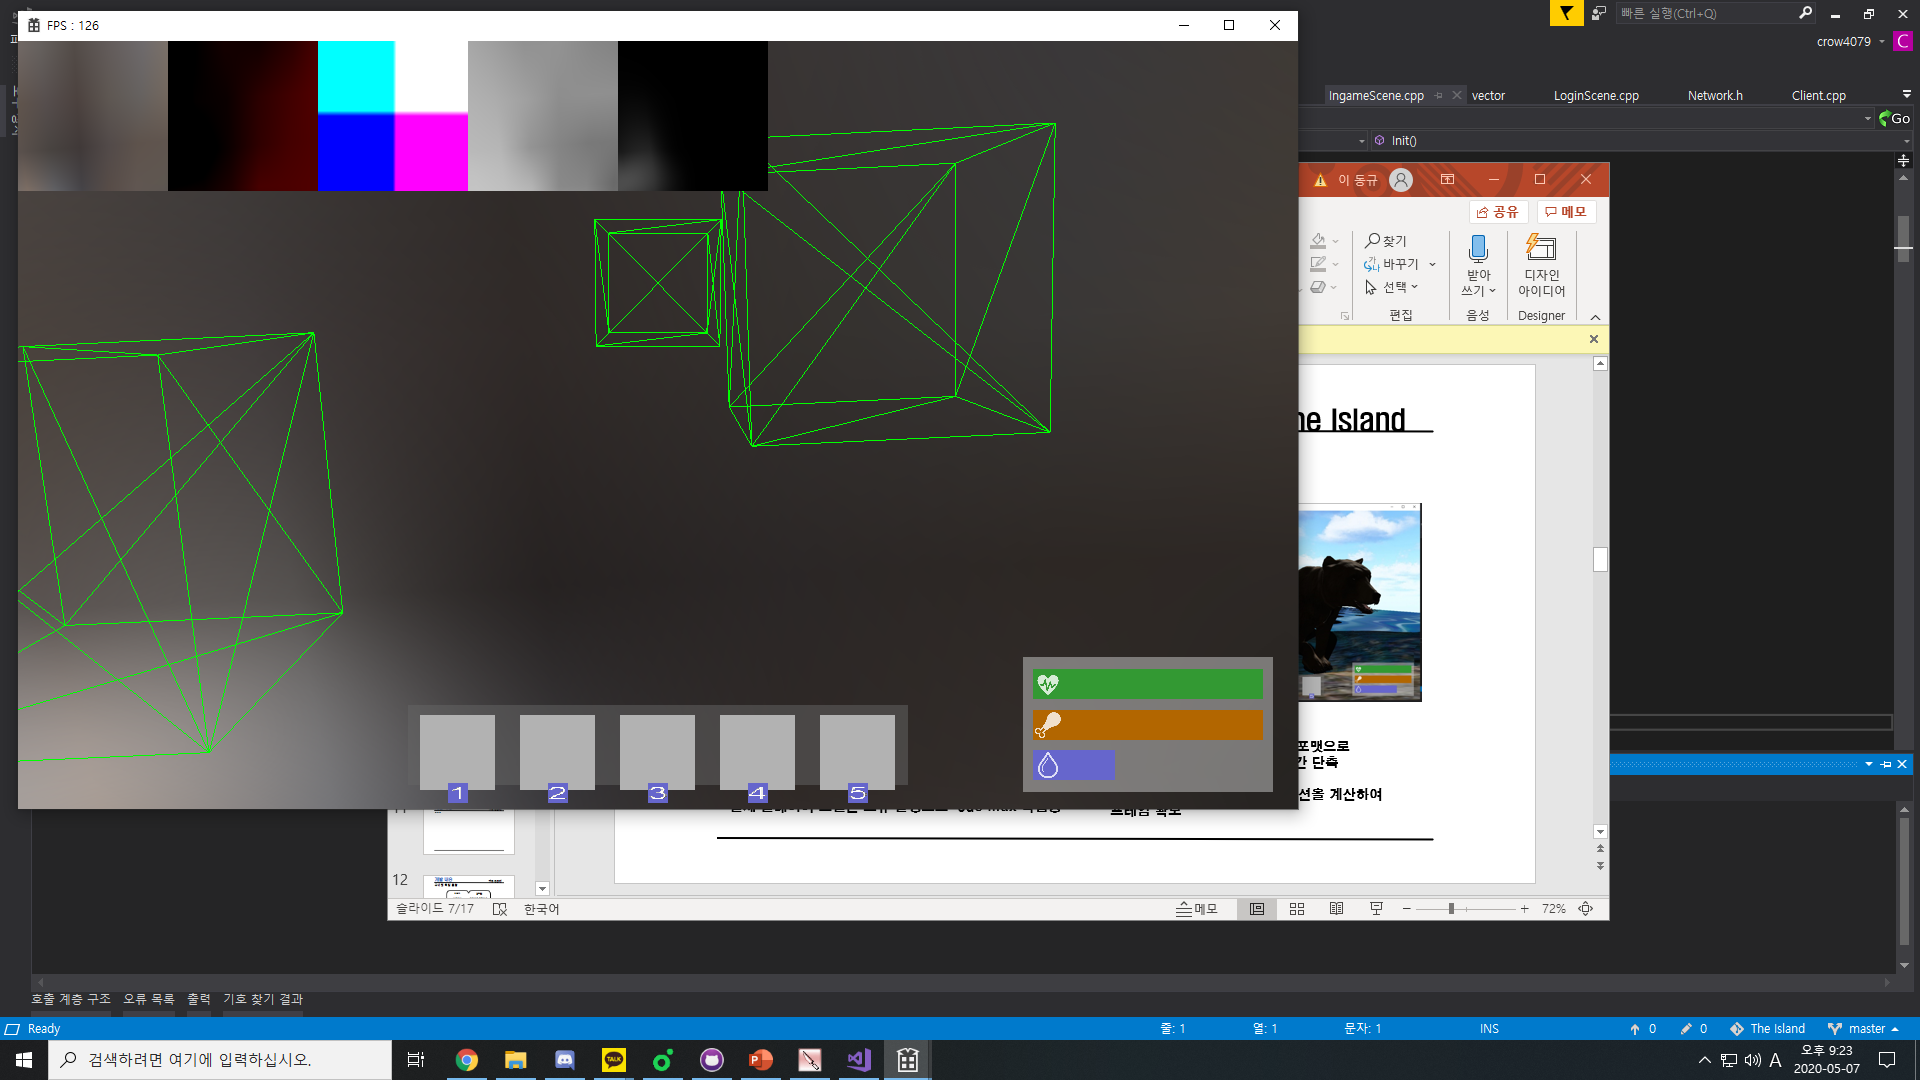 FPS : 126
빠른 실행(Ctrl+Q)
crow4079
C
IngameScene.cpp
vector
LoginScene.cpp
Network.h
Client.cpp
Go
Init()
이 동규
공유
메모
찾기
바꾸기
선택
편집
받아
쓰기
음성
디자인
아이디어
Designer
he Island
포맷으로
간 단축
션을 계산하여
프레임 확보
1
2
3
4
5
12
슬라이드 7/17
한국어
메모
72%
호출 계층 구조
오류 목록
출력
기호 찾기 결과
Ready
줄: 1
열: 1
문자: 1
INS
0
0
The Island
master
검색하려면 여기에 입력하십시오.
TALK
A
오후 9:23
2020-05-07